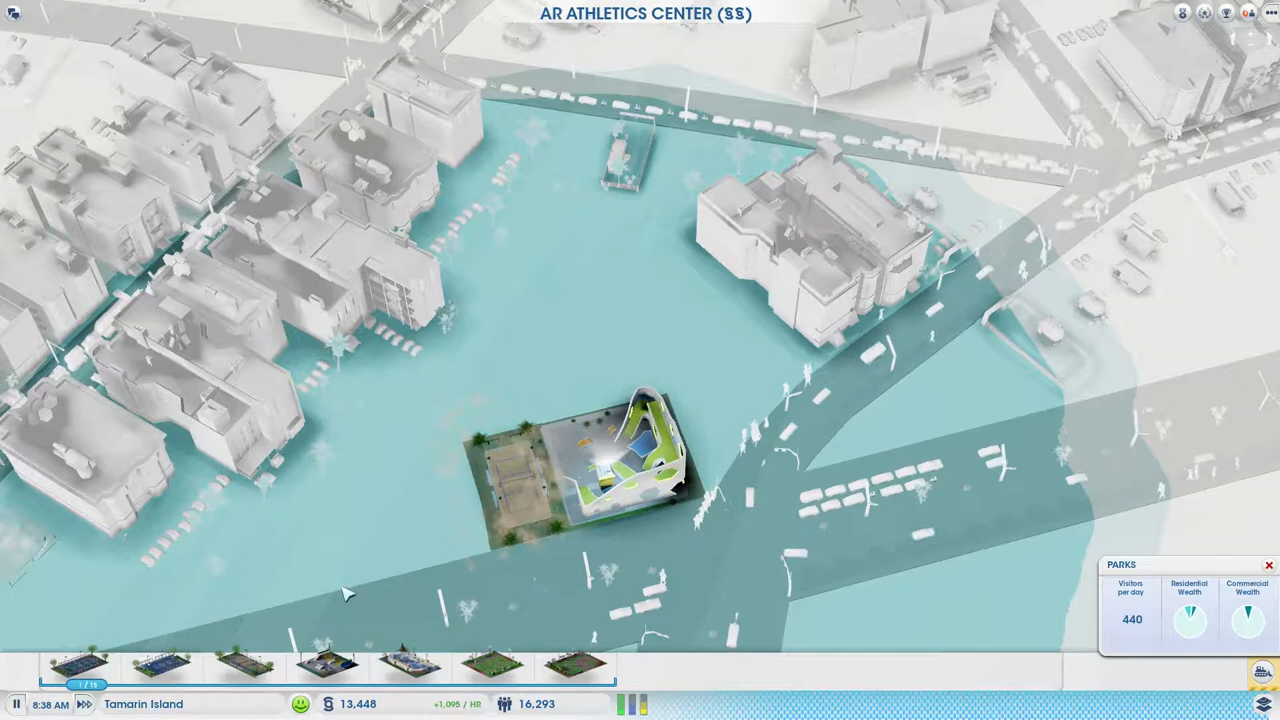 AR ATHLETICS CENTER (§§)
PARKS
Visitors per day
Residential Wealth
Commercial Wealth
440
1 / 15
8:38 AM
Tamarin Island
13,448
+1,095 / HR
16,293